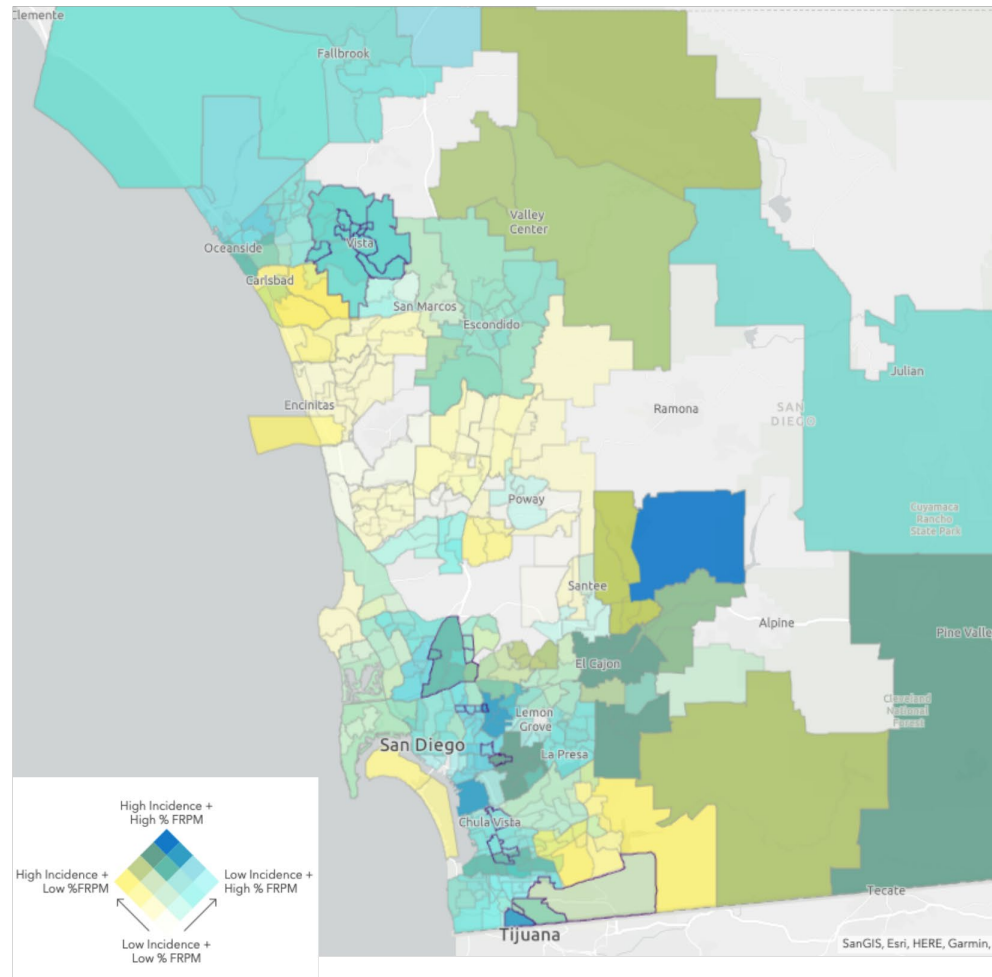 Clemente
Fallbrook
Valley
Center
Oceanside
Vista
Carlsbad
San Marcos
Escondido
Julian
Encinitas
Ramona
SAN
DIEGO
Poway
Cuyamaca
Rancho
State Park
Santee
Alpine
Pine Valle
El Cajon
Cleveland
National
Forest
Lemon
Grove
San Diego
La Presa
Chula Vista
Tecate
Tijuana
High Incidence +
High % FRPM
High Incidence +
Low %FRPM
Low Incidence +
High % FRPM
Low Incidence +
Low % FRPM
SanGIS, Esri, HERE, Garmin,